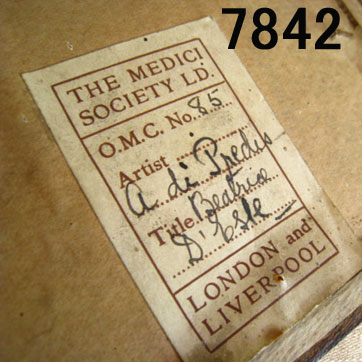 7842
THE MEDICI
SOCIETY LD.
O.M.C. No. 85
Artist
A. di Predis
Title Beatrice
D'Este
LONDON and
LIVERPOOL